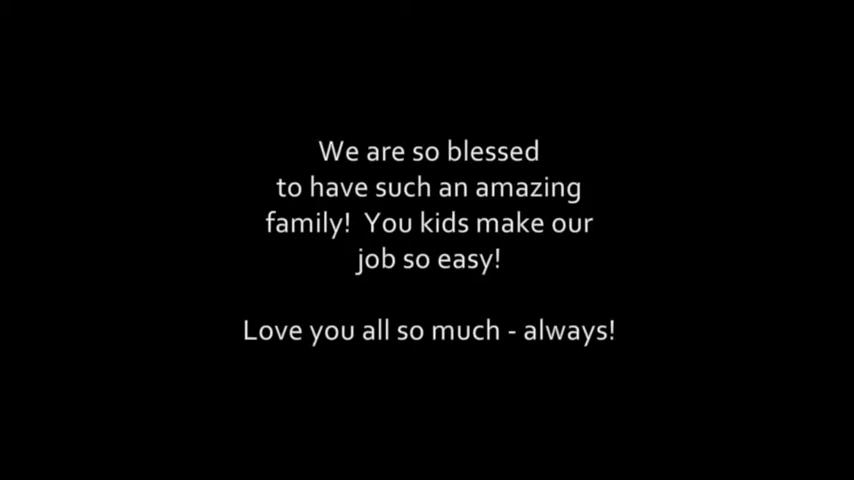 We are so blessed
to have such an amazing
family!  You kids make our
job so easy!
Love you all so much - always!